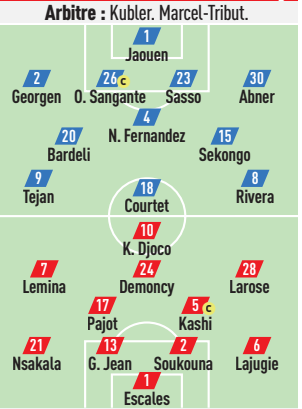 Arbitre : Kubler. Marcel-Tribut.
1
Jaouen
2 26 c 23 30
Georgen O. Sangante Sasso Abner
4
N. Fernandez
20 15
Bardeli Sekongo
9 8
Tejan Rivera
18
Courtet
10
K. Djoco
7 24 28
Lemina Demoncy Larose
17 5 c
Pajot Kashi
21 13 2 6
Nsakala G. Jean Soukouna Lajugie
1
Escales